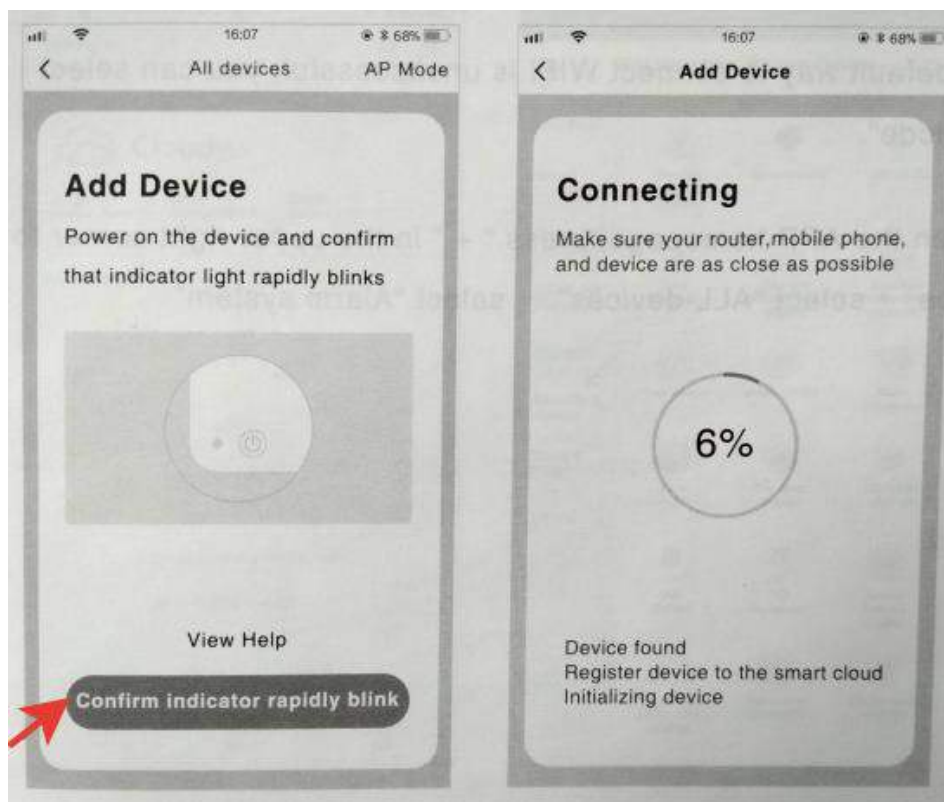 16:07
68%
All devices
AP Mode
Add Device
Power on the device and confirm
that indicator light rapidly blinks
View Help
Confirm indicator rapidly blink
16:07
68%
Add Device
Connecting
Make sure your router,mobile phone,
and device are as close as possible
6%
Device found
Register device to the smart cloud
Initializing device